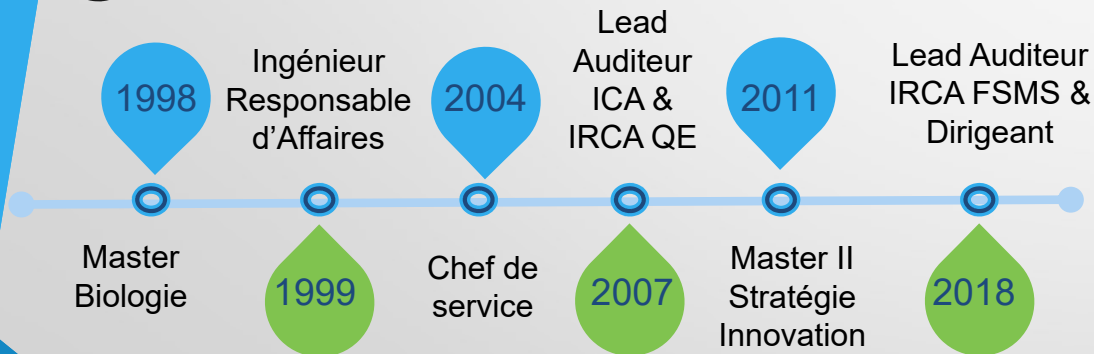 1998
Master
Biologie
Ingénieur
Responsable
d'Affaires
1999
2004
Chef de
service
Lead
Auditeur
ICA &
IRCA QE
2007
2011
Master II
Stratégie
Innovation
Lead Auditeur
IRCA FSMS &
Dirigeant
2018